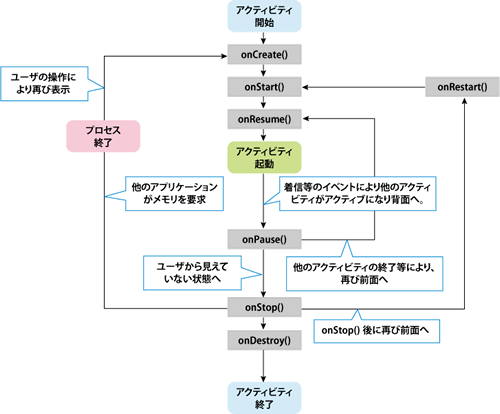 アクティビティ
開始
onCreate()
ユーザの操作に
より再び表示
onStart()
onRestart()
onResume()
プロセス
終了
アクティビティ
起動
他のアプリケーション
がメモリを要求
着信等のイベントにより他のアクティ
ビティがアクティブになり背面へ。
onPause()
ユーザから見えて
いない状態へ
他のアクティビティの終了等により、
再び前面へ
onStop()
onStop() 後に再び前面へ
onDestroy()
アクティビティ
終了